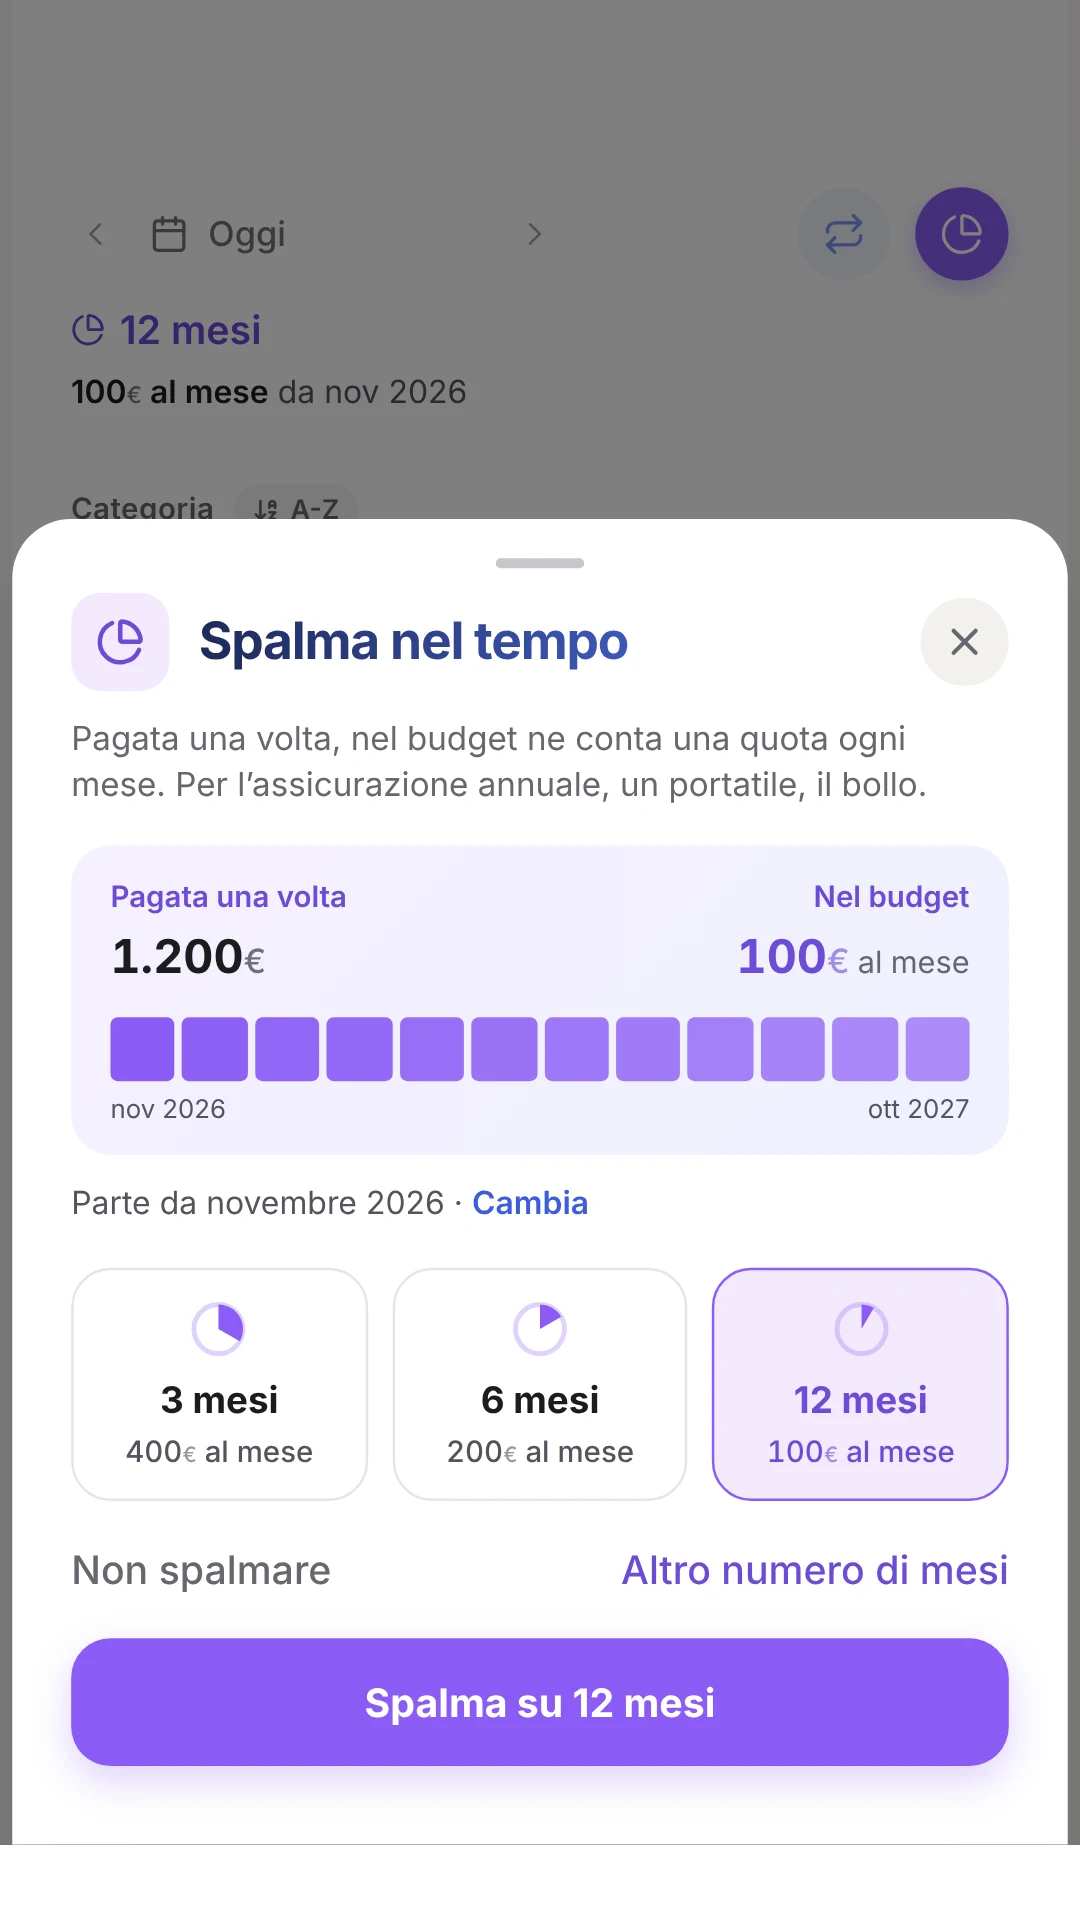 Oggi
12 mesi
100€ al mese da nov 2026
Categoria A-Z
Spalma nel tempo
Pagata una volta, nel budget ne conta una quota ogni
mese. Per l’assicurazione annuale, un portatile, il bollo.
Pagata una volta Nel budget
1.200€ 100€ al mese
nov 2026 ott 2027
Parte da novembre 2026 · Cambia
3 mesi 6 mesi 12 mesi
400€ al mese 200€ al mese 100€ al mese
Non spalmare Altro numero di mesi
Spalma su 12 mesi